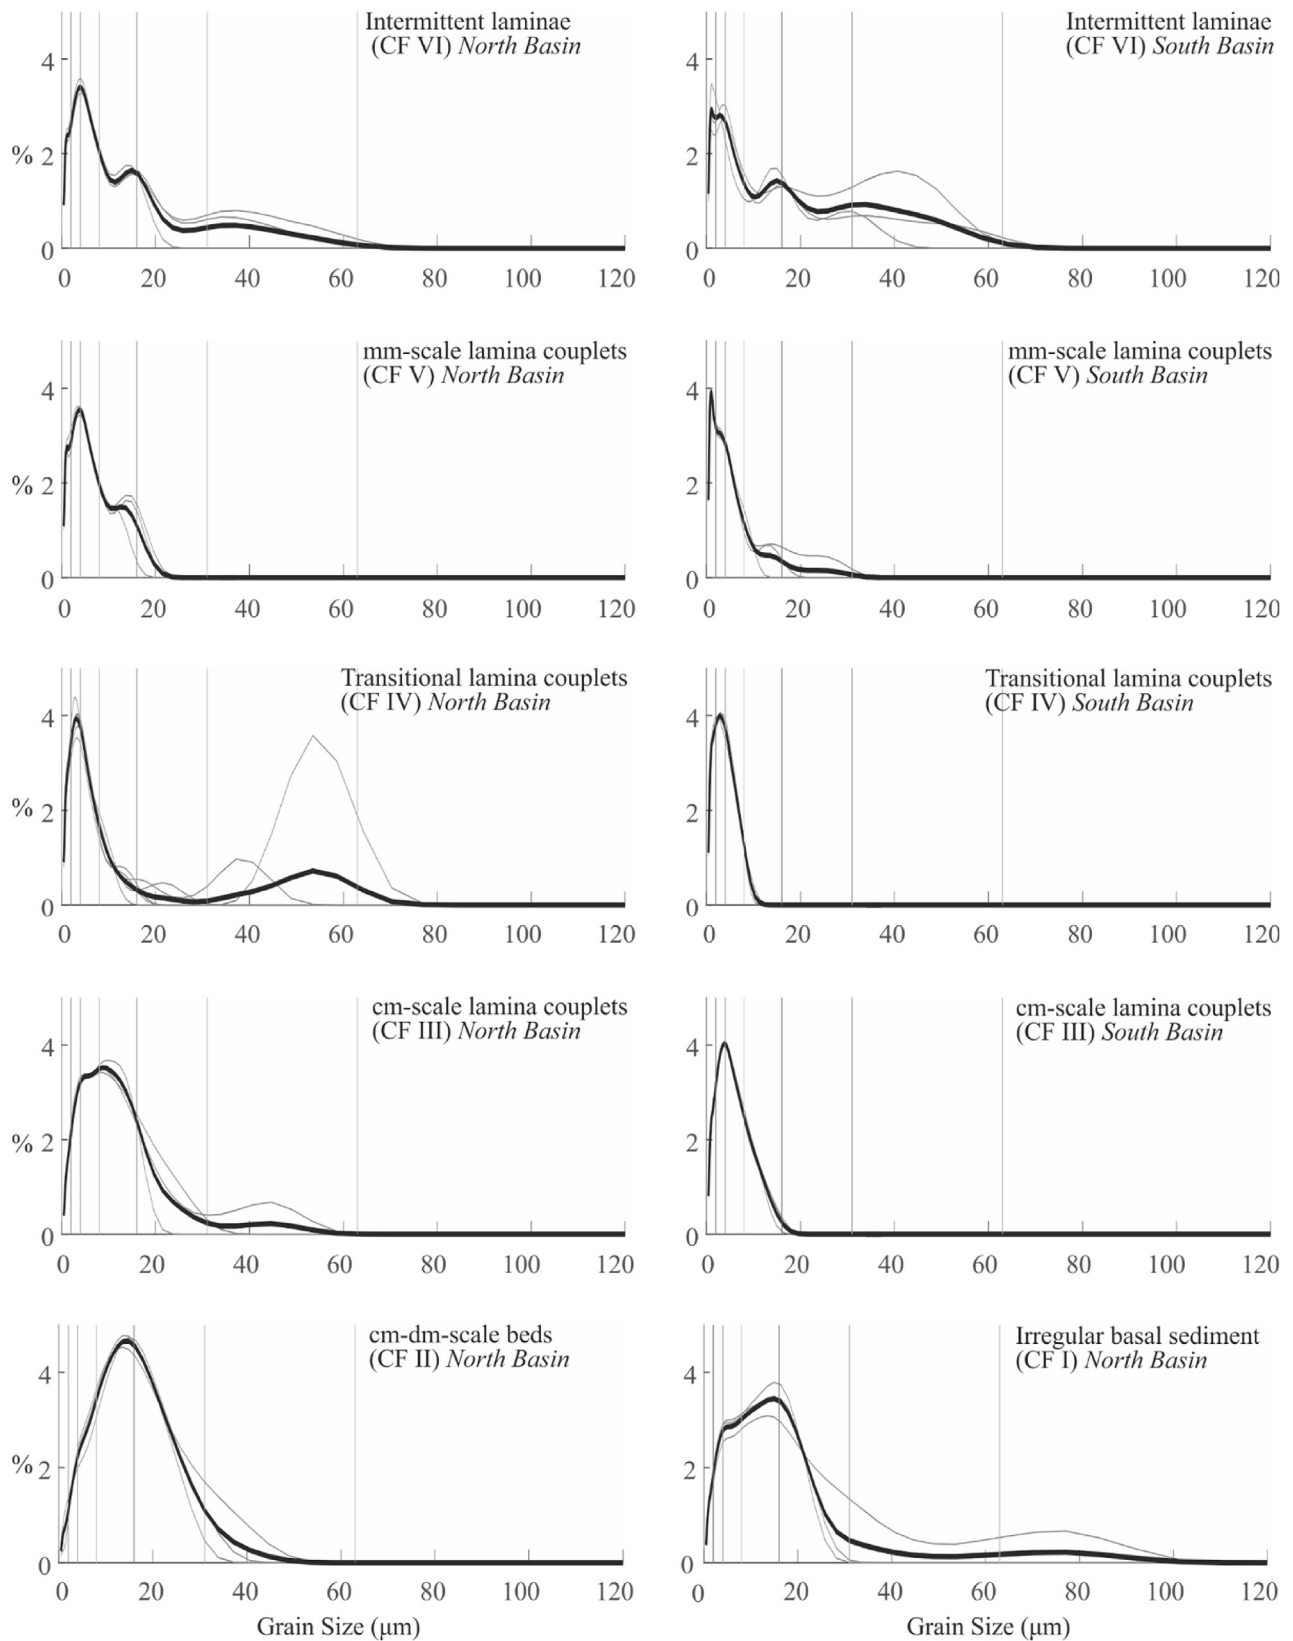 Intermittent laminae
(CF VI) North Basin
% 4 2 0
0 20 40 60 80 100 120
Intermittent laminae
(CF VI) South Basin
4 2 0
0 20 40 60 80 100 120
mm-scale lamina couplets
(CF V) North Basin
% 4 2 0
0 20 40 60 80 100 120
mm-scale lamina couplets
(CF V) South Basin
4 2 0
0 20 40 60 80 100 120
Transitional lamina couplets
(CF IV) North Basin
% 4 2 0
0 20 40 60 80 100 120
Transitional lamina couplets
(CF IV) South Basin
4 2 0
0 20 40 60 80 100 120
cm-scale lamina couplets
(CF III) North Basin
% 4 2 0
0 20 40 60 80 100 120
cm-scale lamina couplets
(CF III) South Basin
4 2 0
0 20 40 60 80 100 120
cm-dm-scale beds
(CF II) North Basin
% 4 2 0
0 20 40 60 80 100 120
Grain Size (μm)
Irregular basal sediment
(CF I) North Basin
4 2 0
0 20 40 60 80 100 120
Grain Size (μm)